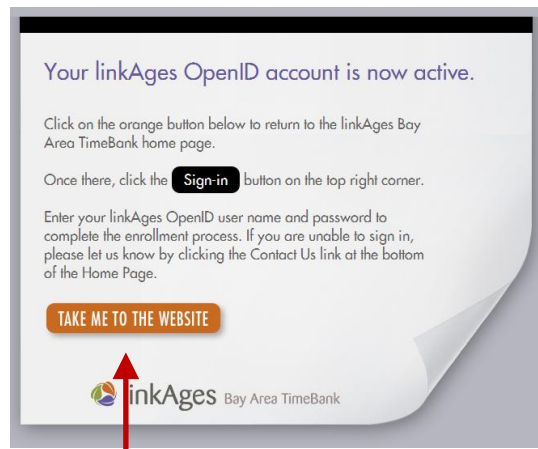 Your linkAges OpenID account is now active.
Click on the orange button below to return to the linkAges Bay
Area TimeBank home page.
Once there, click the Sign-in button on the top right corner.
Enter your linkAges OpenID user name and password to
complete the enrollment process. If you are unable to sign in,
please let us know by clicking the Contact Us link at the bottom
of the Home Page.
TAKE ME TO THE WEBSITE
linkAges Bay Area TimeBank